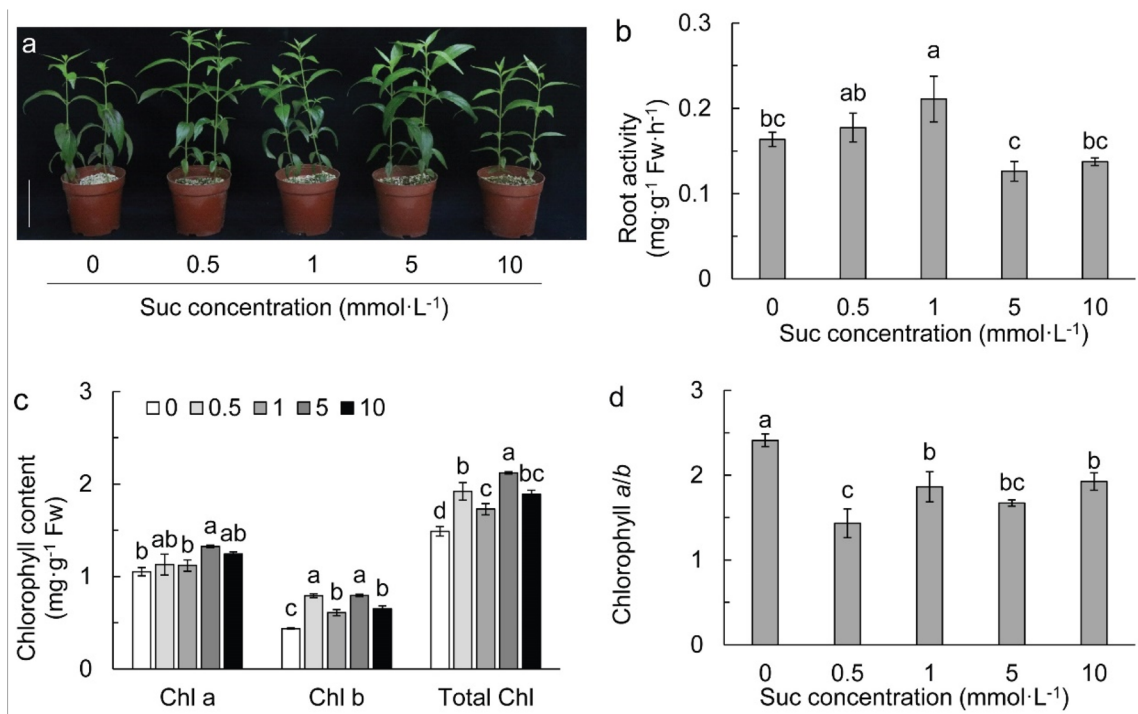 a
0 0.5 1 5 10
Suc concentration (mmol·L⁻¹)
b
Root activity
(mg·g⁻¹ Fw·h⁻¹)
0.3
0.2
0.1
0
bc ab a c bc
0 0.5 1 5 10
Suc concentration (mmol·L⁻¹)
c
Chlorophyll content
(mg·g⁻¹ Fw)
3
2
1
0
0 0.5 1 5 10
b ab b a ab
c a b a b
d b c a bc
Chl a Chl b Total Chl
d
Chlorophyll a/b
3
2
1
0
a c b bc b
0 0.5 1 5 10
Suc concentration (mmol·L⁻¹)